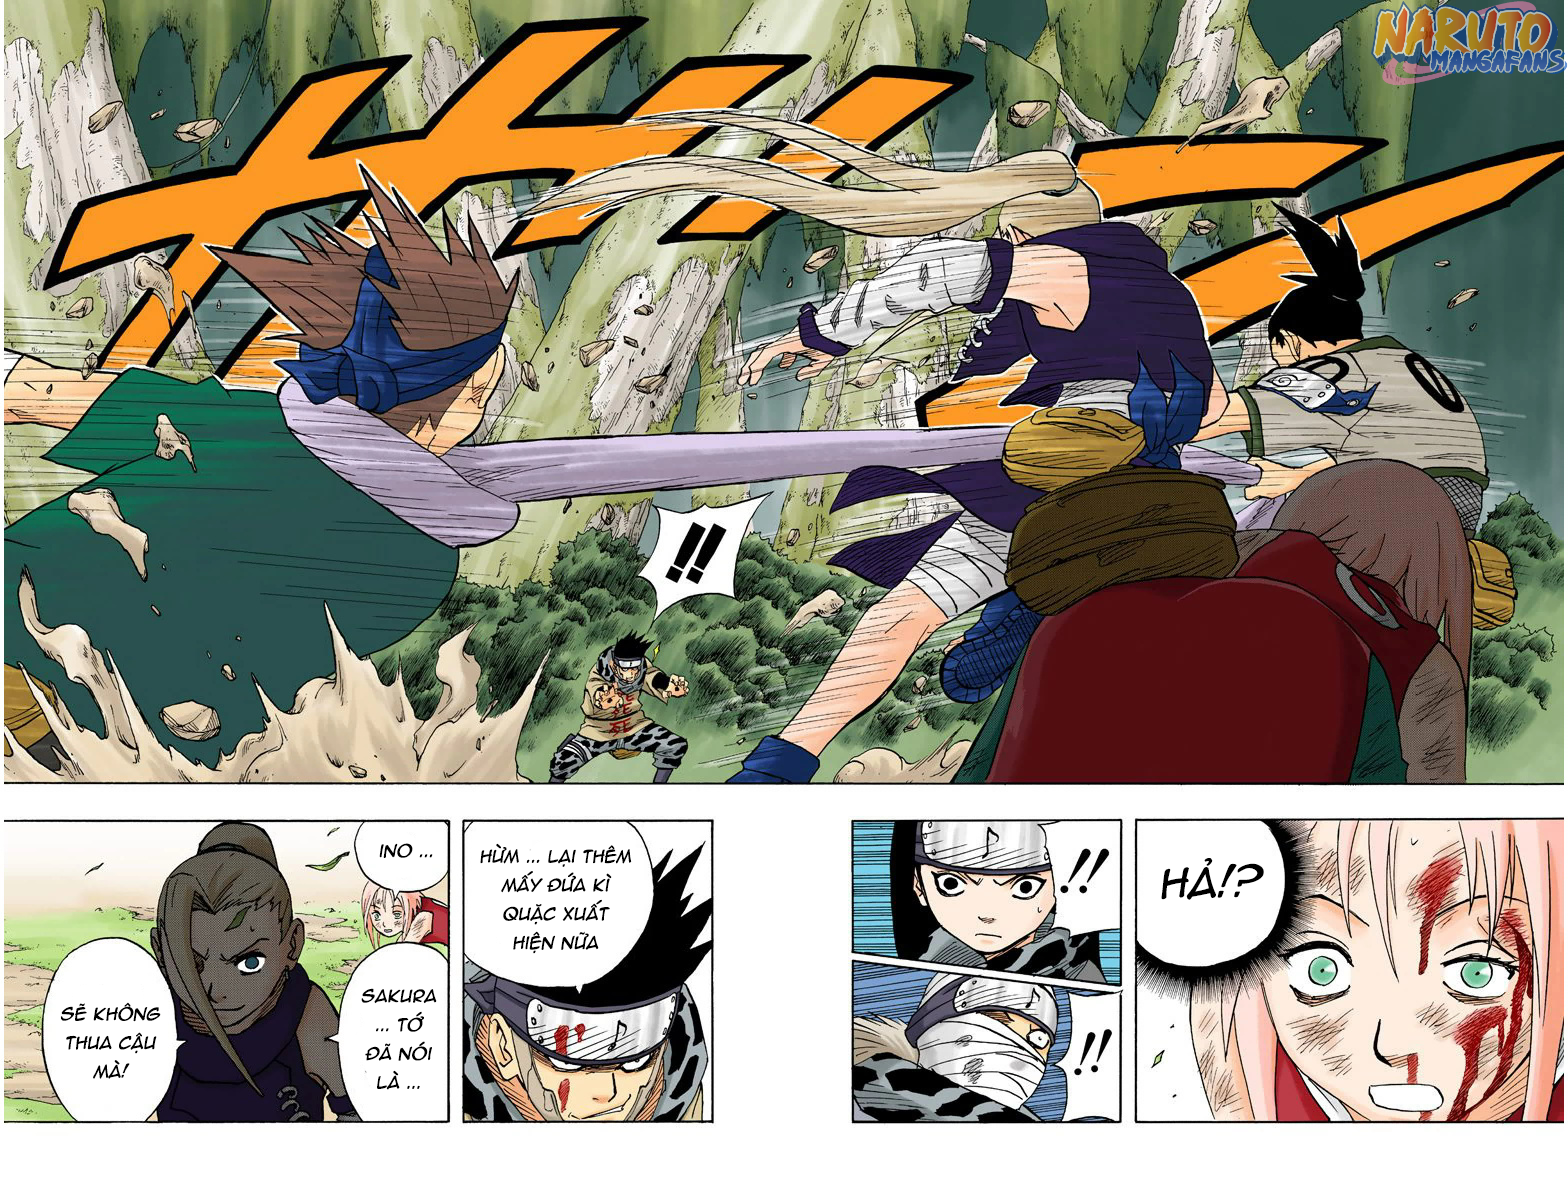 NARUTO
MANGAFANS
!!
HẢ!?
!!
!!
HỪM ... LẠI THÊM
MẤY ĐỨA KÌ
QUẶC XUẤT
HIỆN NỮA
INO ...
SAKURA
... TỚ
ĐÃ NÓI
LÀ ...
SẼ KHÔNG
THUA CẬU
MÀ!